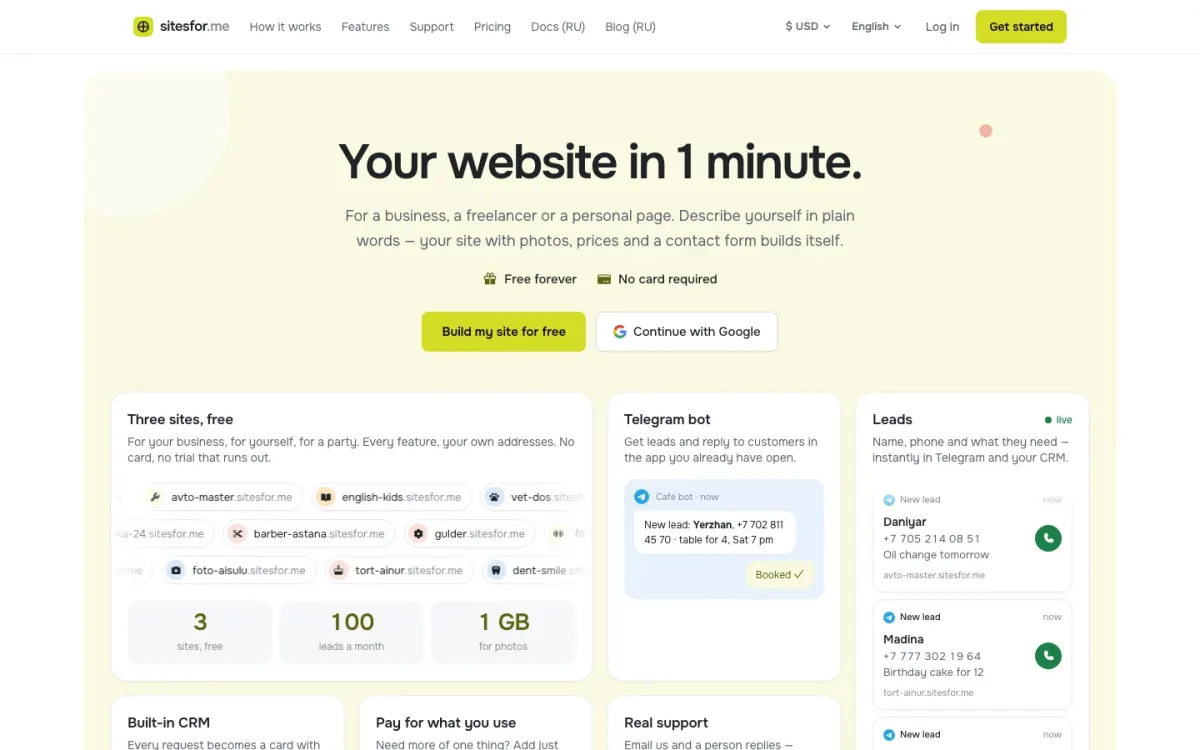 sitesfor.me
How it works
Features
Support
Pricing
Docs (RU)
Blog (RU)
$ USD
English
Log in
Get started
Your website in 1 minute.
For a business, a freelancer or a personal page. Describe yourself in plain
words — your site with photos, prices and a contact form builds itself.
Free forever
No card required
Build my site for free
Continue with Google
Three sites, free
For your business, for yourself, for a party. Every feature, your own addresses. No
card, no trial that runs out.
avto-master.sitesfor.me
english-kids.sitesfor.me
vet-dos.sitesf
ka-24.sitesfor.me
barber-astana.sitesfor.me
gulder.sitesfor.me
foto-aisulu.sitesfor.me
tort-ainur.sitesfor.me
dent-smile.site
3
sites, free
100
leads a month
1 GB
for photos
Telegram bot
Get leads and reply to customers in
the app you already have open.
Café bot · now
New lead: Yerzhan, +7 702 811
45 70 · table for 4, Sat 7 pm
Booked ✓
Leads
live
Name, phone and what they need —
instantly in Telegram and your CRM.
New lead
now
Daniyar
+7 705 214 08 51
Oil change tomorrow
avto-master.sitesfor.me
New lead
now
Madina
+7 777 302 19 64
Birthday cake for 12
tort-ainur.sitesfor.me
New lead
now
Built-in CRM
Every request becomes a card with
Pay for what you use
Need more of one thing? Add just
Real support
Email us and a person replies —